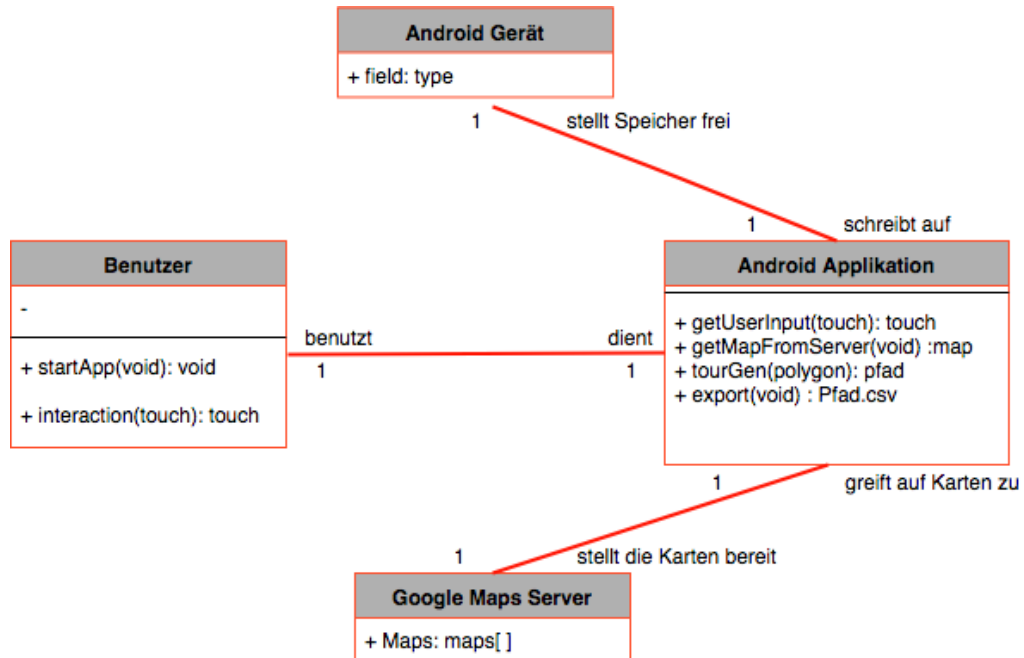 Android Gerät
+ field: type
1
stellt Speicher frei
1
schreibt auf
Benutzer
-
+ startApp(void): void
+ interaction(touch): touch
benutzt
1
dient
1
Android Applikation
+ getUserInput(touch): touch
+ getMapFromServer(void) :map
+ tourGen(polygon): pfad
+ export(void) : Pfad.csv
1
greift auf Karten zu
1
stellt die Karten bereit
Google Maps Server
+ Maps: maps[ ]